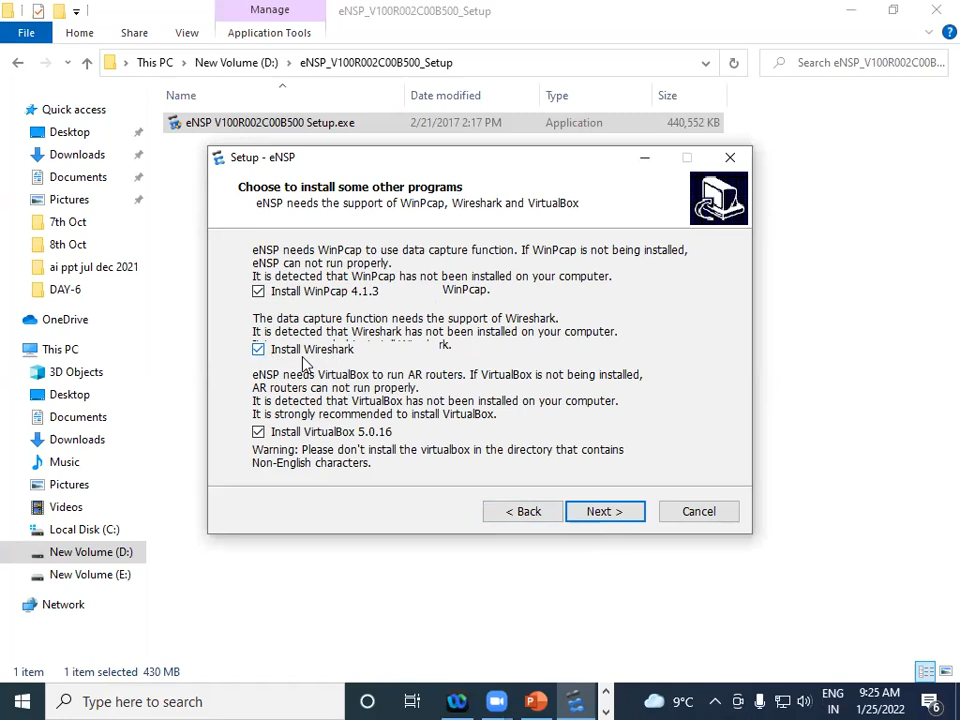 Manage
eNSP_V100R002C00B500_Setup
File
Home
Share
View
Application Tools
This PC
New Volume (D:)
eNSP_V100R002C00B500_Setup
Search eNSP_V100R002C00B...
Name
Date modified
Type
Size
eNSP V100R002C00B500 Setup.exe
2/21/2017 2:17 PM
Application
440,552 KB
Quick access
Desktop
Downloads
Documents
Pictures
7th Oct
8th Oct
ai ppt jul dec 2021
DAY-6
OneDrive
This PC
3D Objects
Desktop
Documents
Downloads
Music
Pictures
Videos
Local Disk (C:)
New Volume (D:)
New Volume (E:)
Network
Setup - eNSP
Choose to install some other programs
eNSP needs the support of WinPcap, Wireshark and VirtualBox
eNSP needs WinPcap to use data capture function. If WinPcap is not being installed,
eNSP can not run properly.
It is detected that WinPcap has not been installed on your computer.
Install WinPcap 4.1.3
WinPcap.
The data capture function needs the support of Wireshark.
It is detected that Wireshark has not been installed on your computer.
Install Wireshark
eNSP needs VirtualBox to run AR routers. If VirtualBox is not being installed,
AR routers can not run properly.
It is detected that VirtualBox has not been installed on your computer.
It is strongly recommended to install VirtualBox.
Install VirtualBox 5.0.16
Warning: Please don't install the virtualbox in the directory that contains
Non-English characters.
< Back
Next >
Cancel
1 item
1 item selected 430 MB
Type here to search
9°C
ENG
IN
9:25 AM
1/25/2022
6